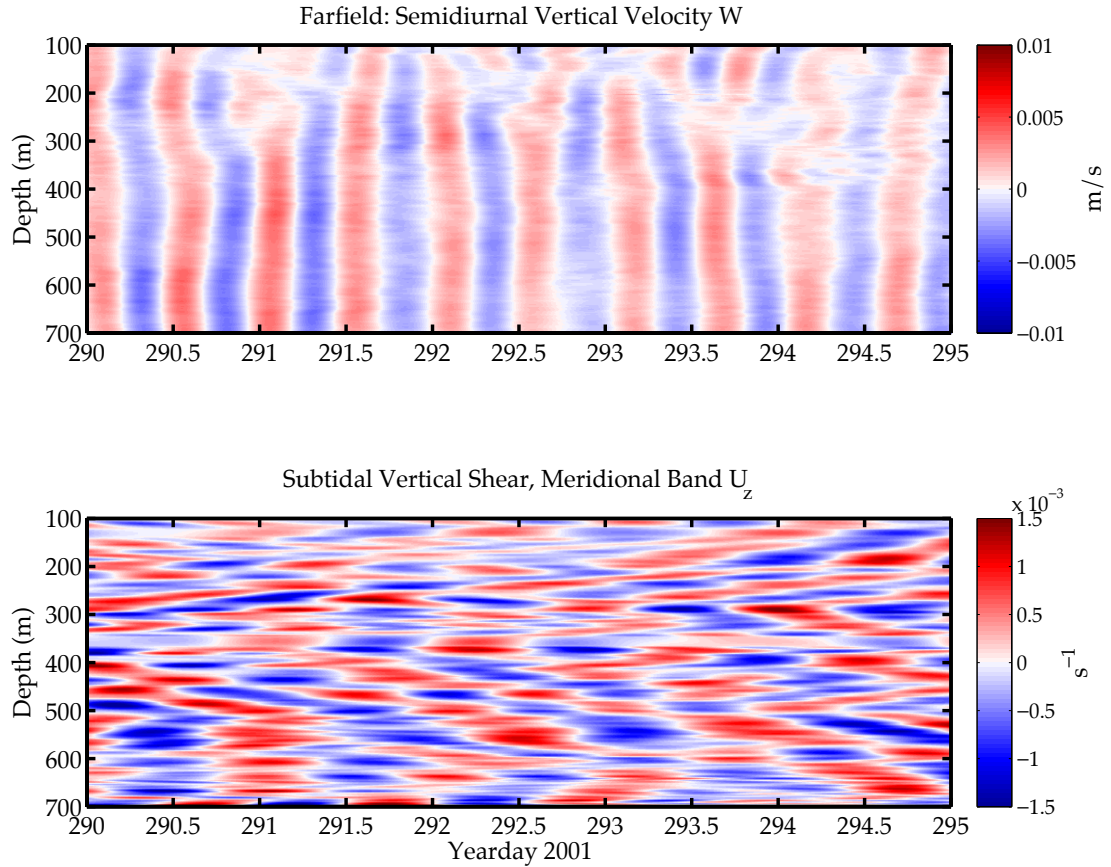 Farfield: Semidiurnal Vertical Velocity W
100
200
300
400
500
600
700
Depth (m)
290 290.5 291 291.5 292 292.5 293 293.5 294 294.5 295
0.01
0.005
0
−0.005
−0.01
m/s
Subtidal Vertical Shear, Meridional Band U_z
x 10^−3
100
200
300
400
500
600
700
Depth (m)
290 290.5 291 291.5 292 292.5 293 293.5 294 294.5 295
Yearday 2001
1.5
1
0.5
0
−0.5
−1
−1.5
s^−1